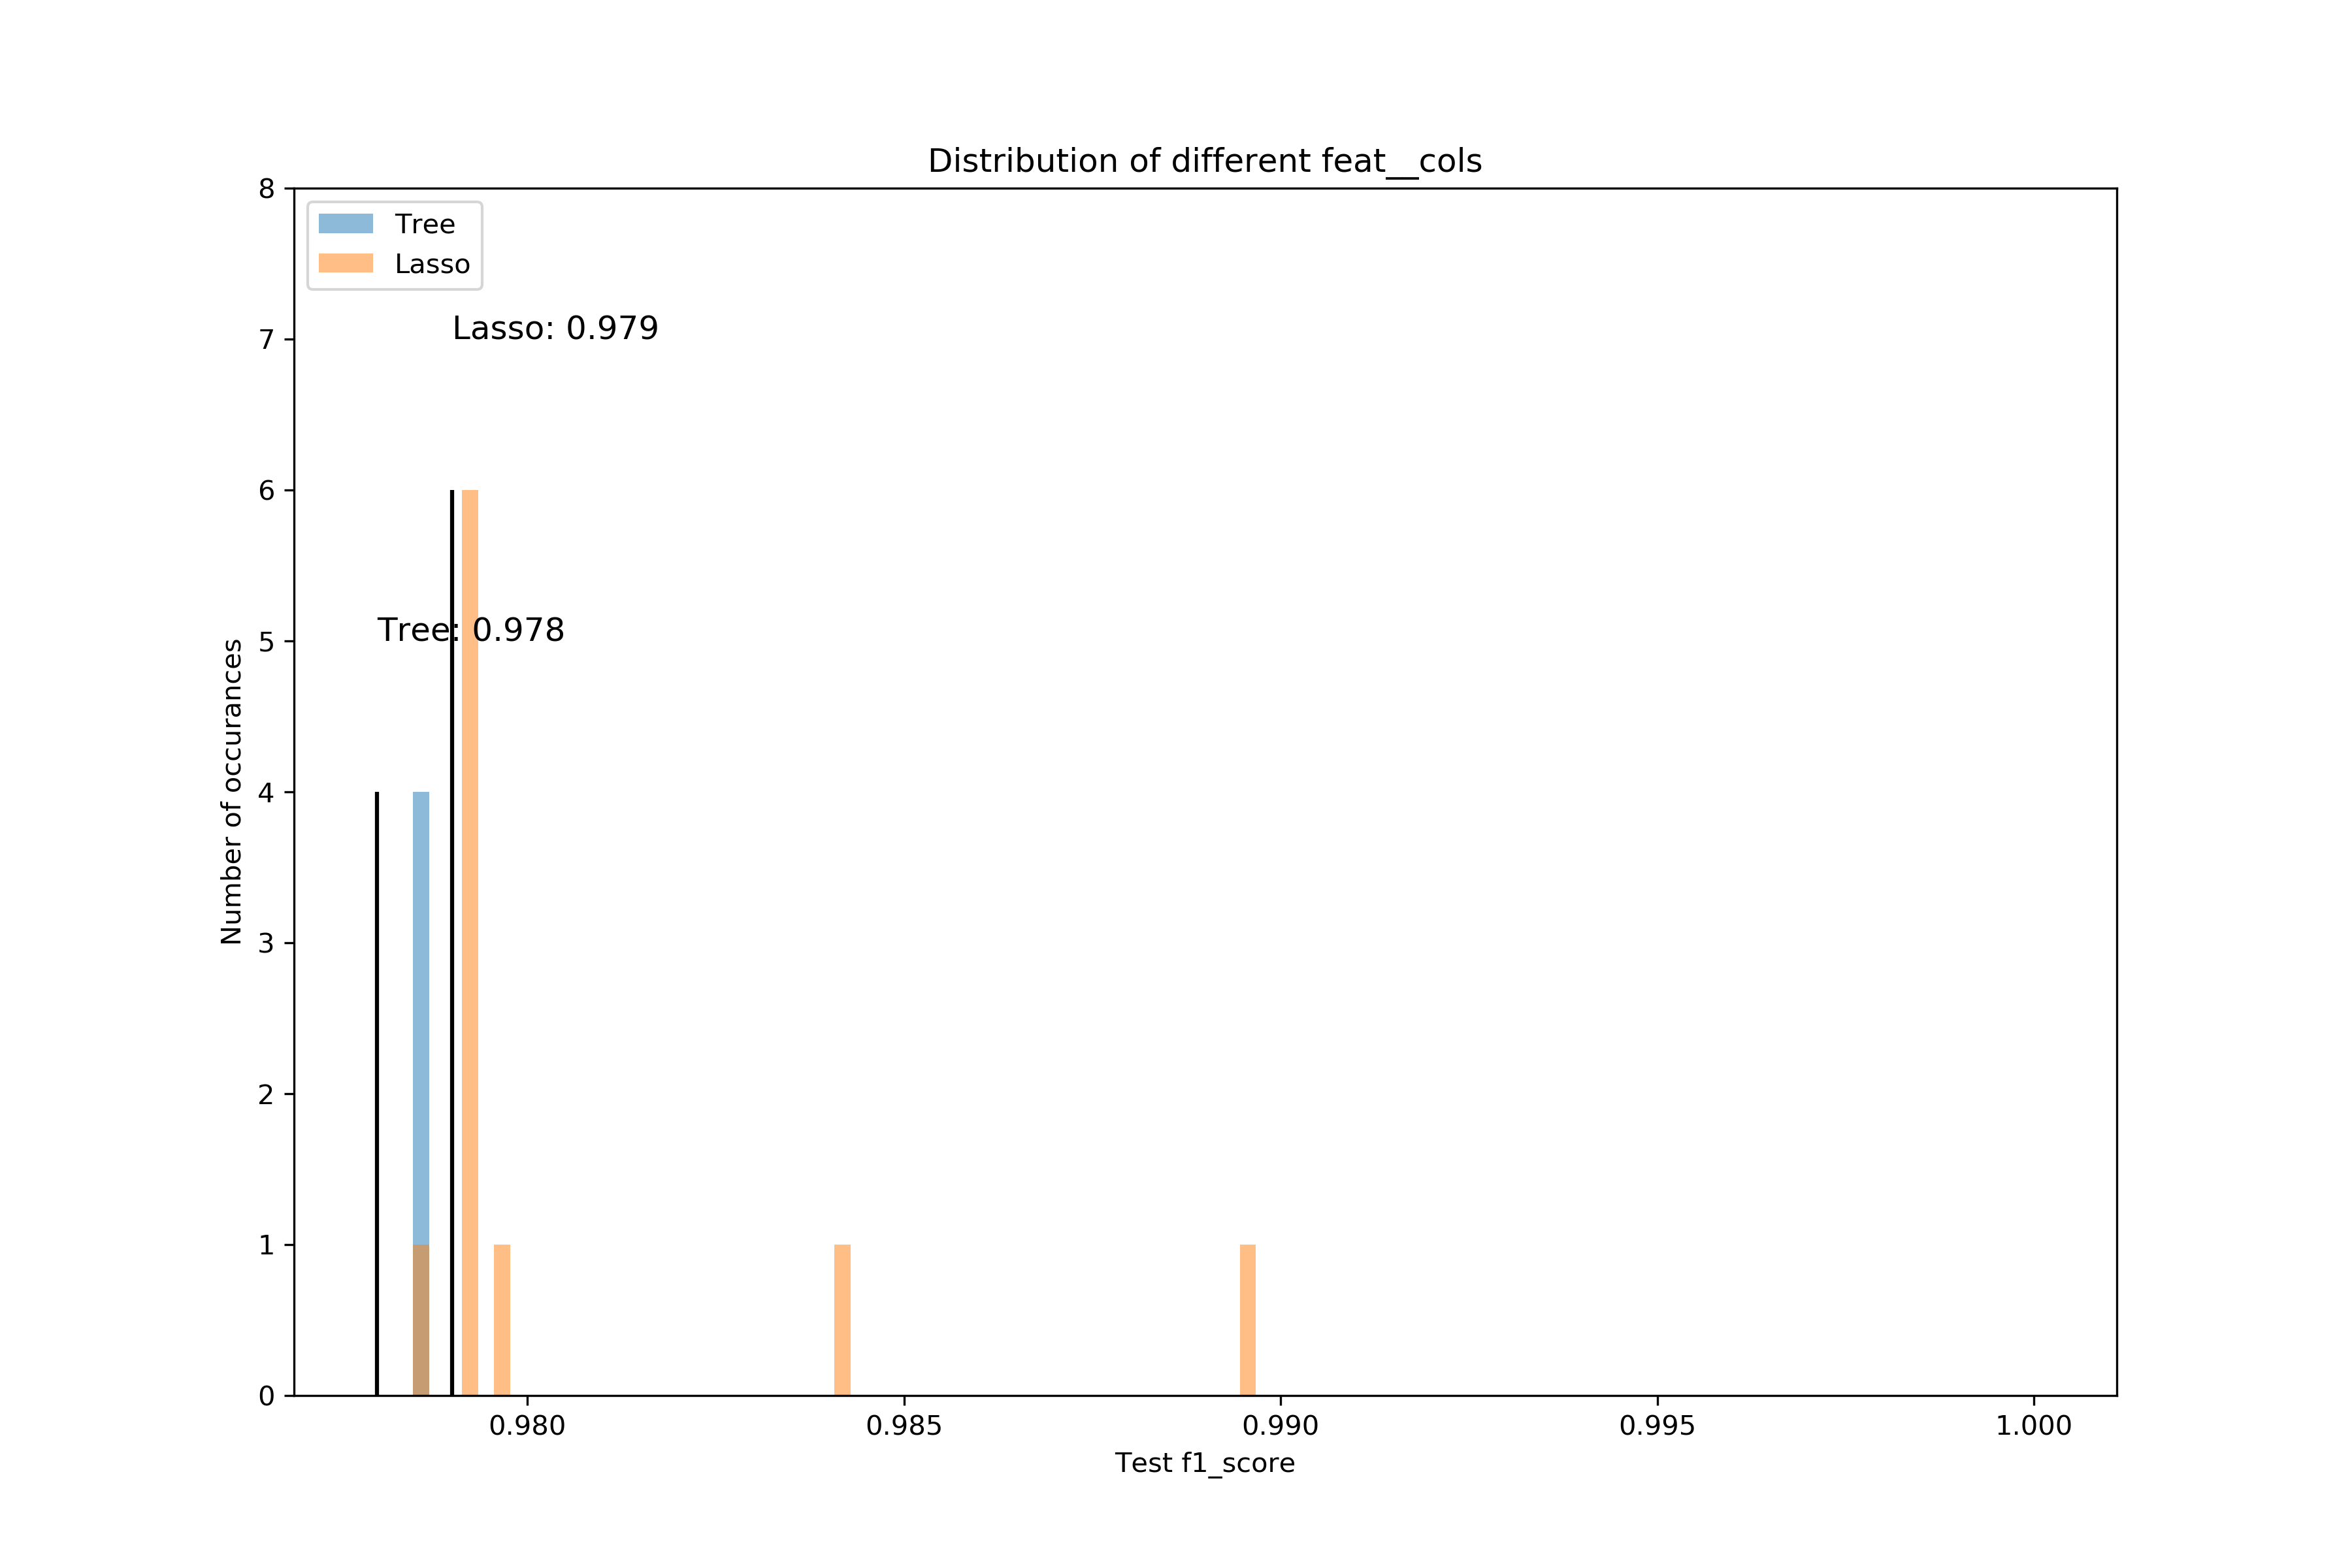 Distribution of different feat__cols
8
7
6
5
4
3
2
1
0
Number of occurances
Tree
Lasso
Lasso: 0.979
Tree: 0.978
0.980
0.985
0.990
0.995
1.000
Test f1_score